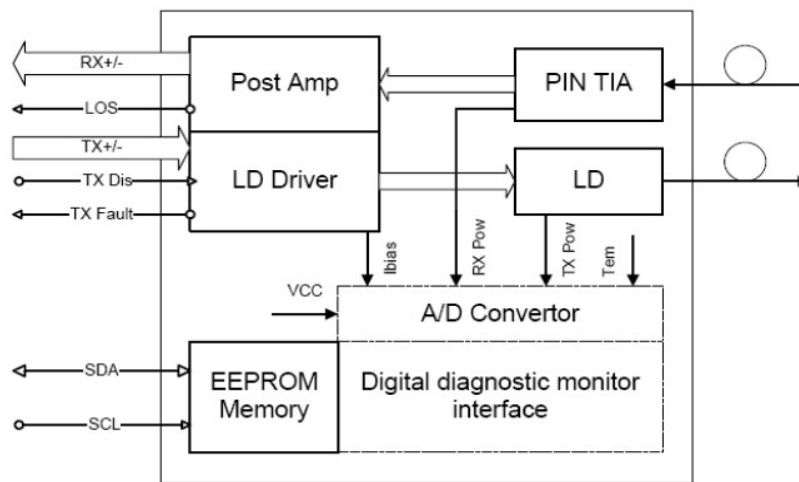 RX+/-
Post Amp
PIN TIA
LOS
TX+/-
TX Dis
LD Driver
LD
TX Fault
Ibias
RX Pow
TX Pow
Tem
VCC
A/D Convertor
SDA
EEPROM
Memory
Digital diagnostic monitor
interface
SCL